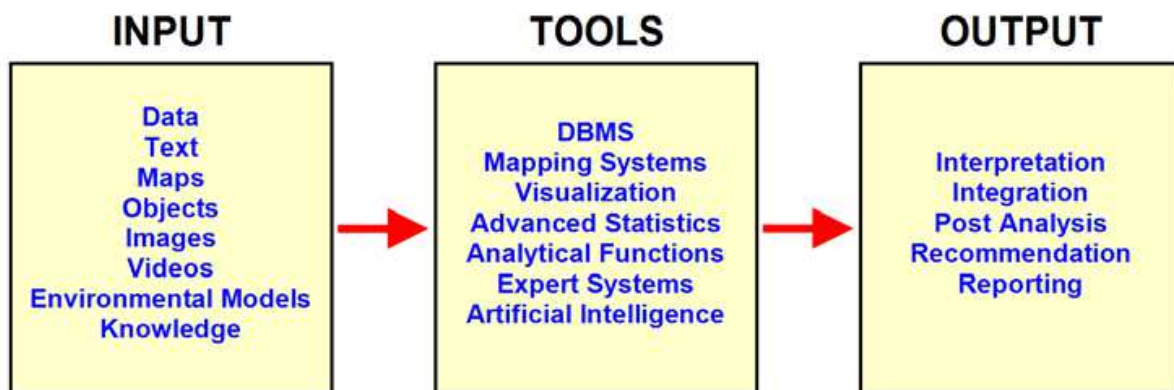 INPUT
Data
Text
Maps
Objects
Images
Videos
Environmental Models
Knowledge
TOOLS
DBMS
Mapping Systems
Visualization
Advanced Statistics
Analytical Functions
Expert Systems
Artificial Intelligence
OUTPUT
Interpretation
Integration
Post Analysis
Recommendation
Reporting